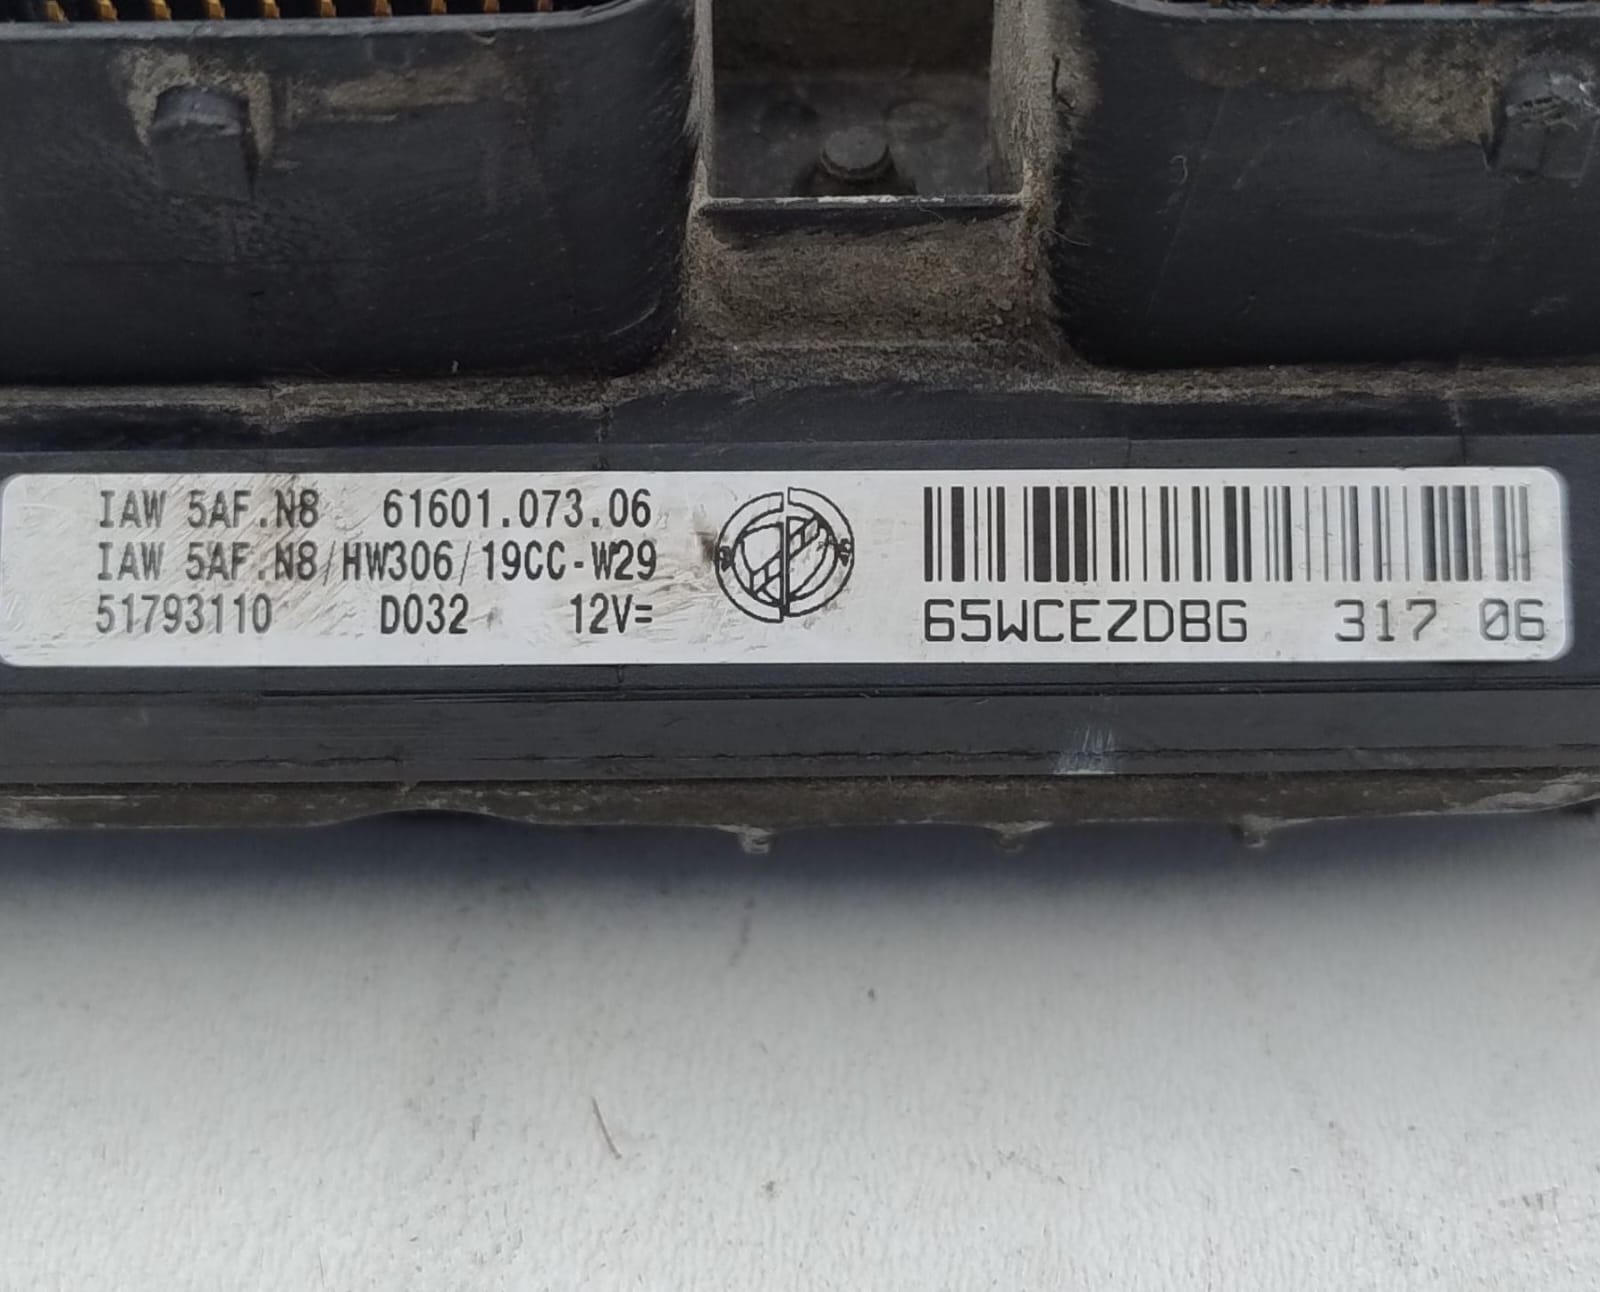 IAW 5AF.N8 61601.073.06
IAW 5AF.N8/HW306/19CC-W29
51793110 D032 12V=
65WCEZDBG 317 06